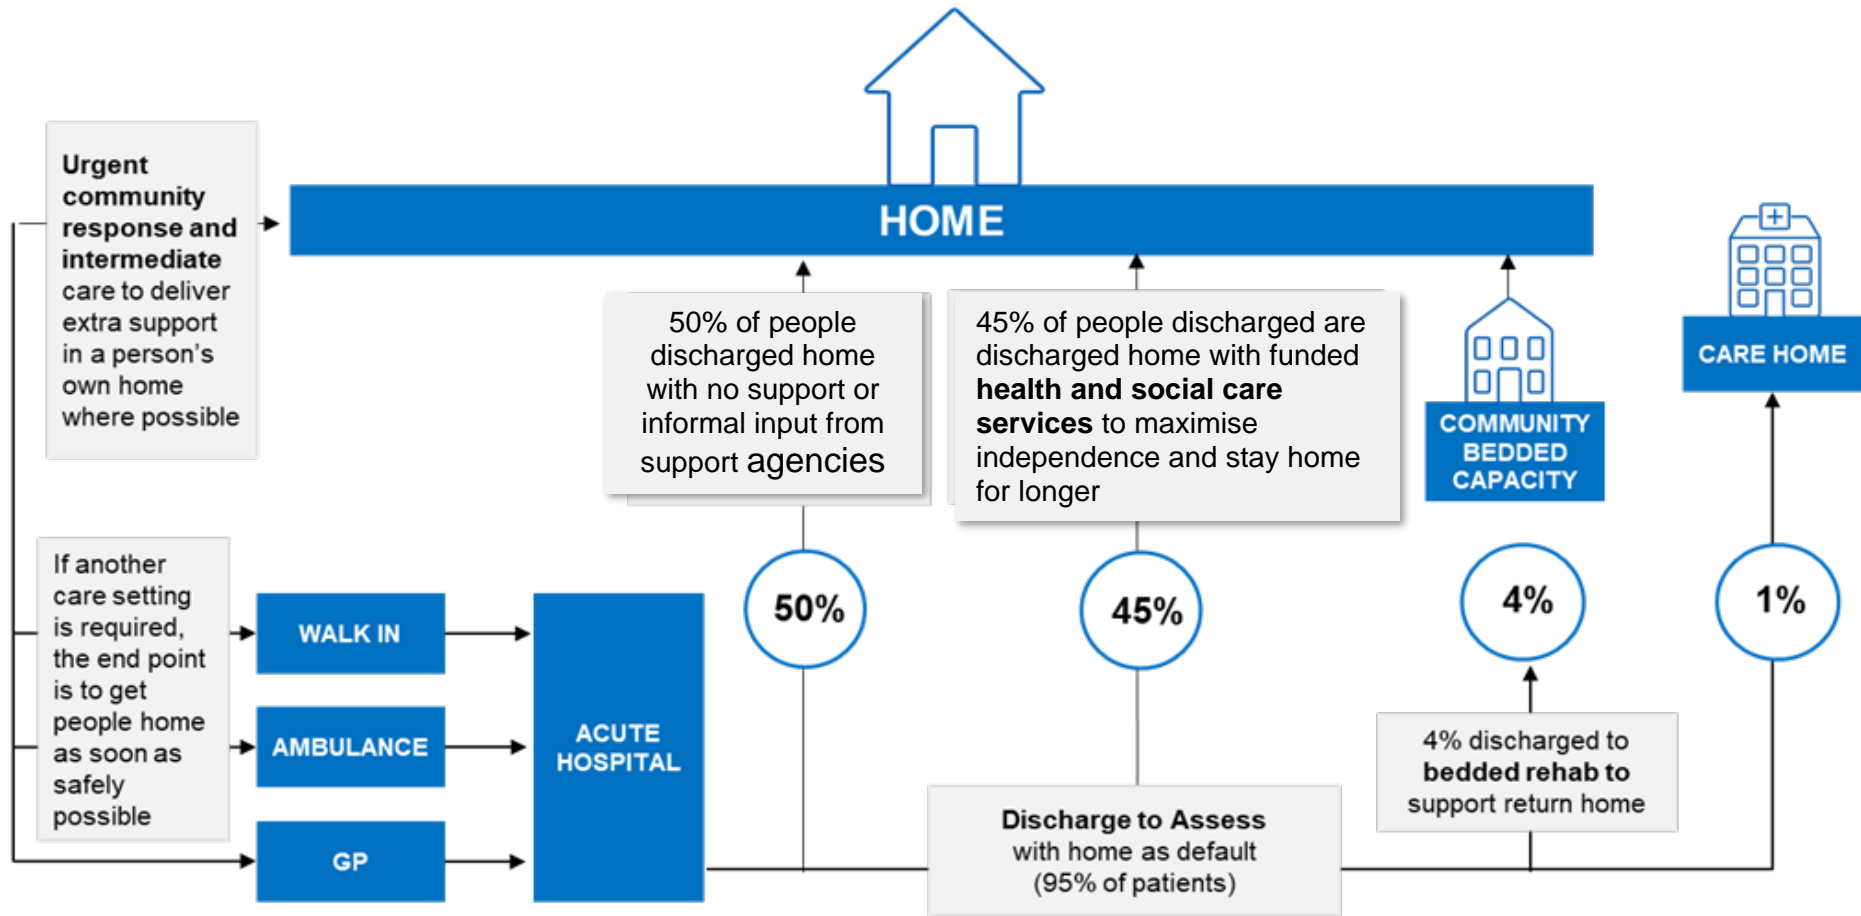 HOME
Urgent
community
response and
intermediate
care to deliver
extra support
in a person's
own home
where possible
50% of people
discharged home
with no support or
informal input from
support agencies
45% of people discharged are
discharged home with funded
health and social care
services to maximise
independence and stay home
for longer
COMMUNITY
BEDDED
CAPACITY
CARE HOME
If another
care setting
is required,
the end point
is to get
people home
as soon as
safely
possible
WALK IN
AMBULANCE
GP
ACUTE
HOSPITAL
50%
45%
4%
1%
Discharge to Assess
with home as default
(95% of patients)
4% discharged to
bedded rehab to
support return home